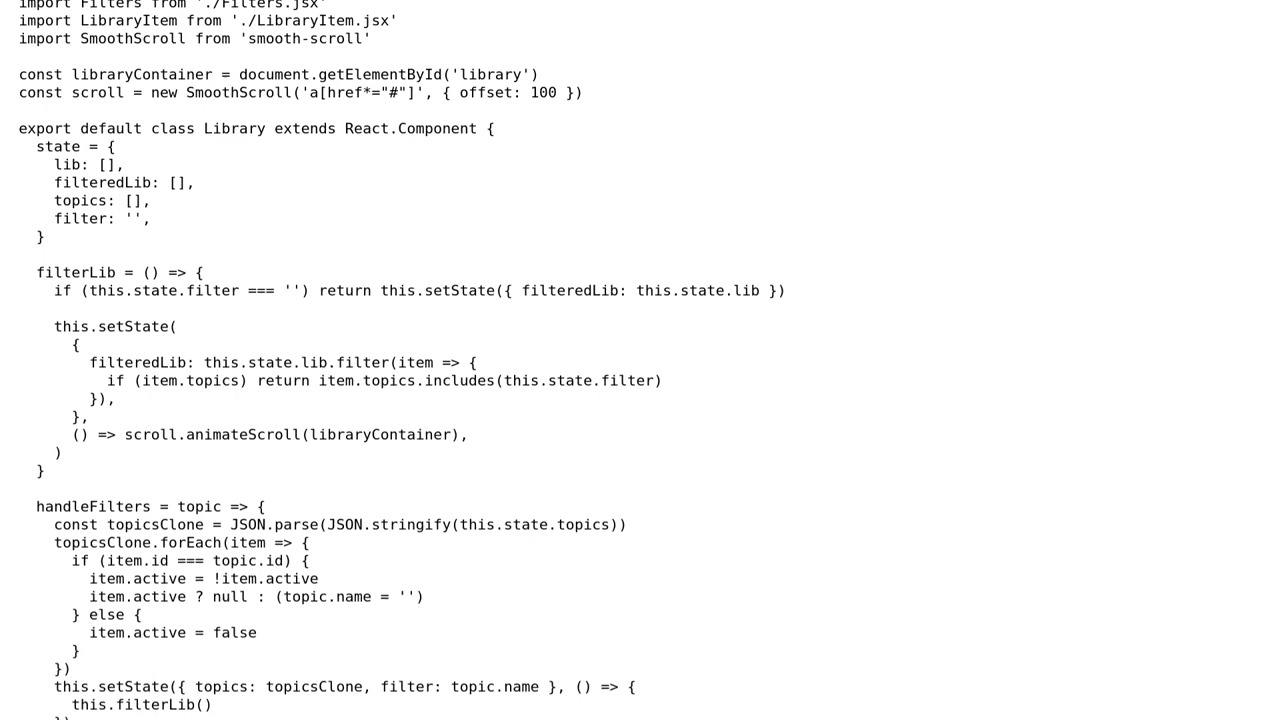 import Filters from './Filters.jsx'
import LibraryItem from './LibraryItem.jsx'
import SmoothScroll from 'smooth-scroll'

const libraryContainer = document.getElementById('library')
const scroll = new SmoothScroll('a[href*="#"]', { offset: 100 })

export default class Library extends React.Component {
  state = {
    lib: [],
    filteredLib: [],
    topics: [],
    filter: '',
  }

  filterLib = () => {
    if (this.state.filter === '') return this.setState({ filteredLib: this.state.lib })

    this.setState(
      {
        filteredLib: this.state.lib.filter(item => {
          if (item.topics) return item.topics.includes(this.state.filter)
        }),
      },
      () => scroll.animateScroll(libraryContainer),
    )
  }

  handleFilters = topic => {
    const topicsClone = JSON.parse(JSON.stringify(this.state.topics))
    topicsClone.forEach(item => {
      if (item.id === topic.id) {
        item.active = !item.active
        item.active ? null : (topic.name = '')
      } else {
        item.active = false
      }
    })
    this.setState({ topics: topicsClone, filter: topic.name }, () => {
      this.filterLib()
    })